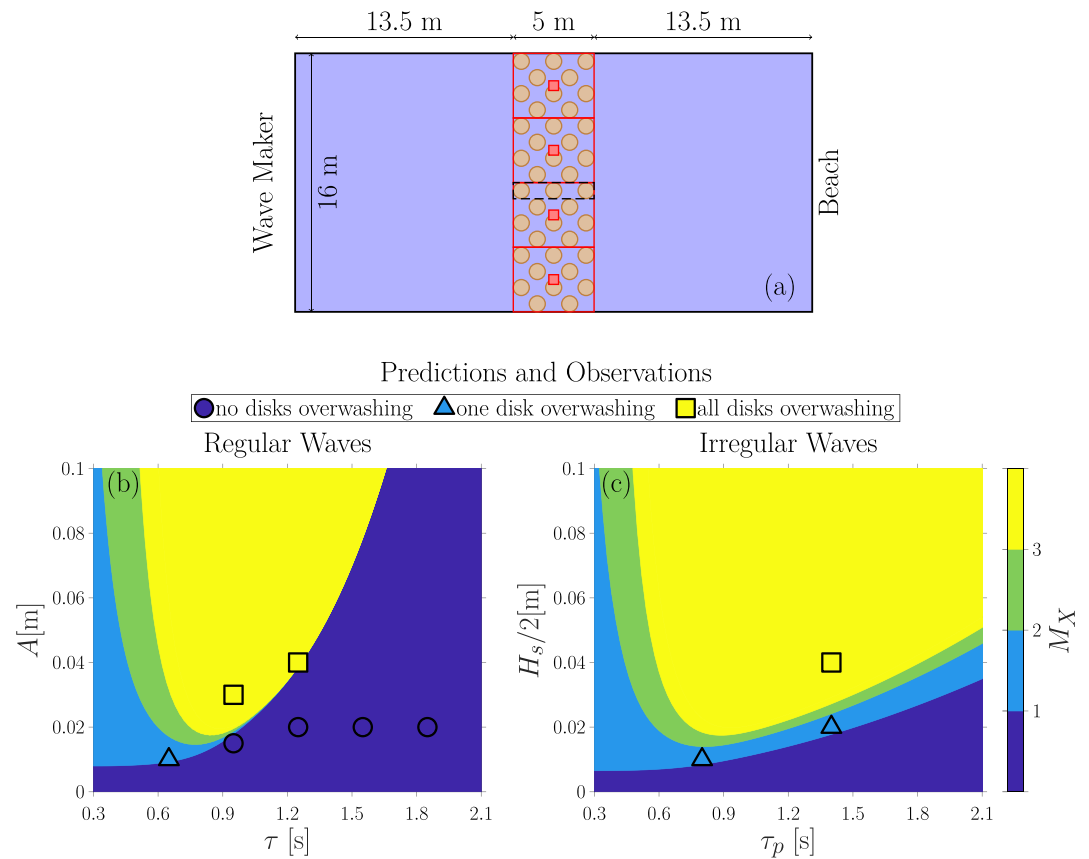 13.5 m 5 m 13.5 m
Wave Maker
16 m
Beach
(a)
Predictions and Observations
no disks overwashing one disk overwashing all disks overwashing
Regular Waves Irregular Waves
(b)
0.1
0.08
0.06
0.04
0.02
0
A[m]
0.3 0.6 0.9 1.2 1.5 1.8 2.1
τ [s]
(c)
0.1
0.08
0.06
0.04
0.02
0
H_s/2[m]
0.3 0.6 0.9 1.2 1.5 1.8 2.1
τ_p [s]
3
2
1
M_X